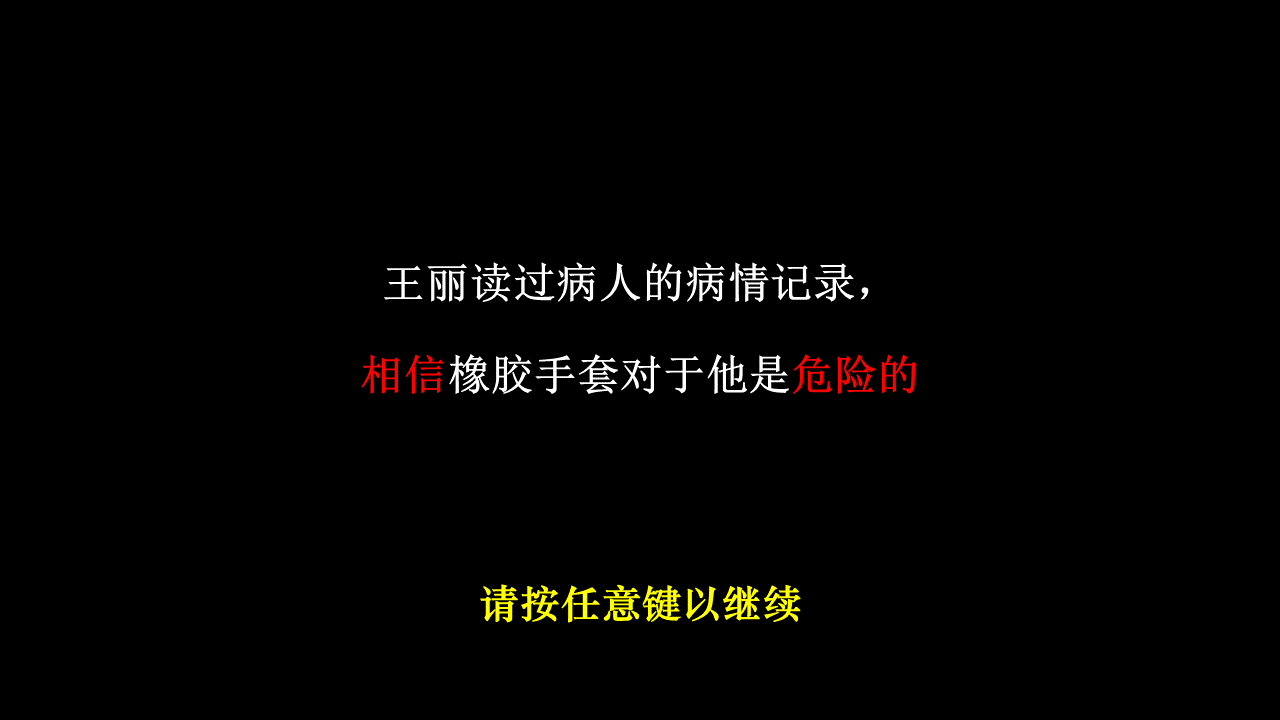 王丽读过病人的病情记录，
相信橡胶手套对于他是危险的
请按任意键以继续